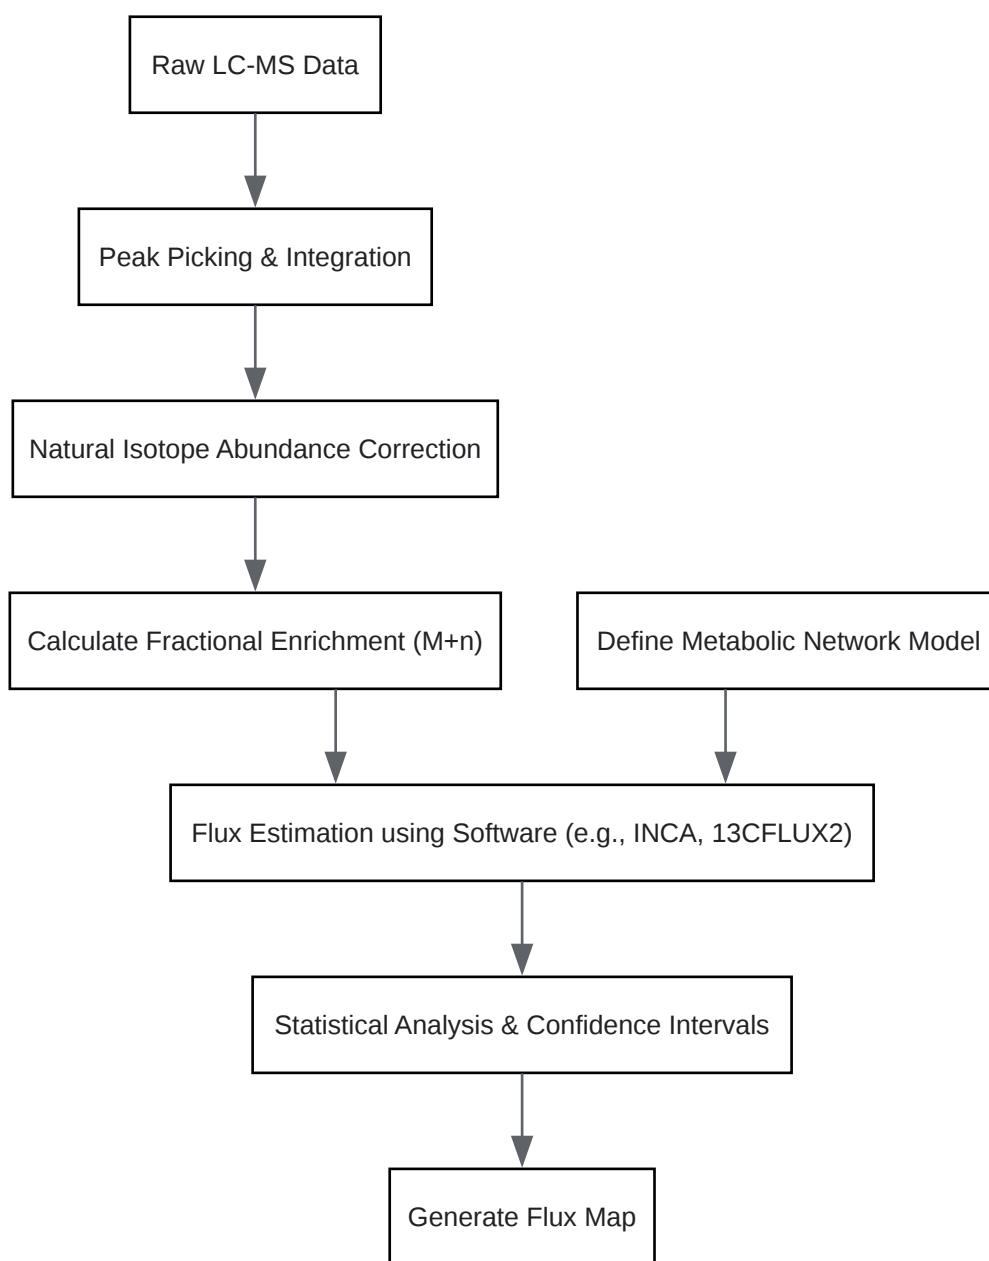 Raw LC-MS Data
Peak Picking & Integration
Natural Isotope Abundance Correction
Calculate Fractional Enrichment (M+n)
Define Metabolic Network Model
Flux Estimation using Software (e.g., INCA, 13CFLUX2)
Statistical Analysis & Confidence Intervals
Generate Flux Map